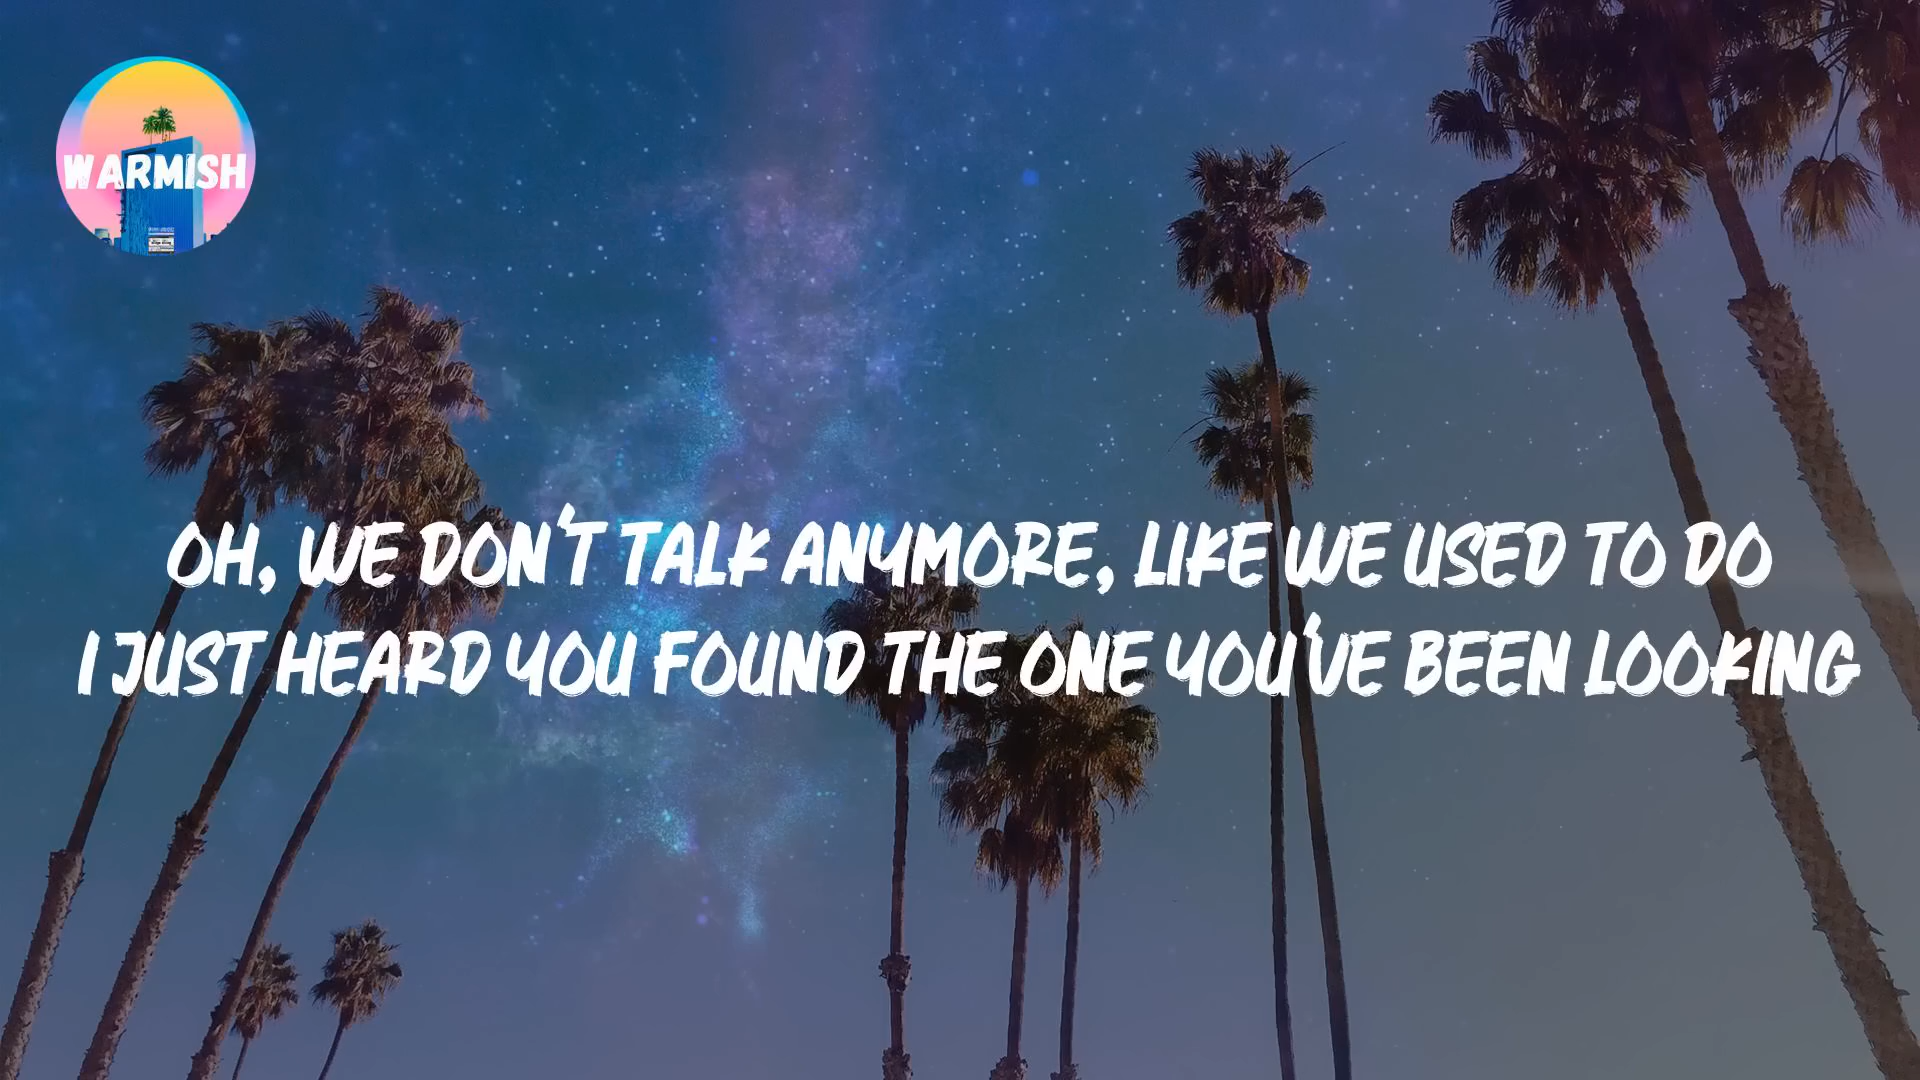 WARMISH
OH, WE DON'T TALK ANYMORE, LIKE WE USED TO DO
I JUST HEARD YOU FOUND THE ONE YOU'VE BEEN LOOKING